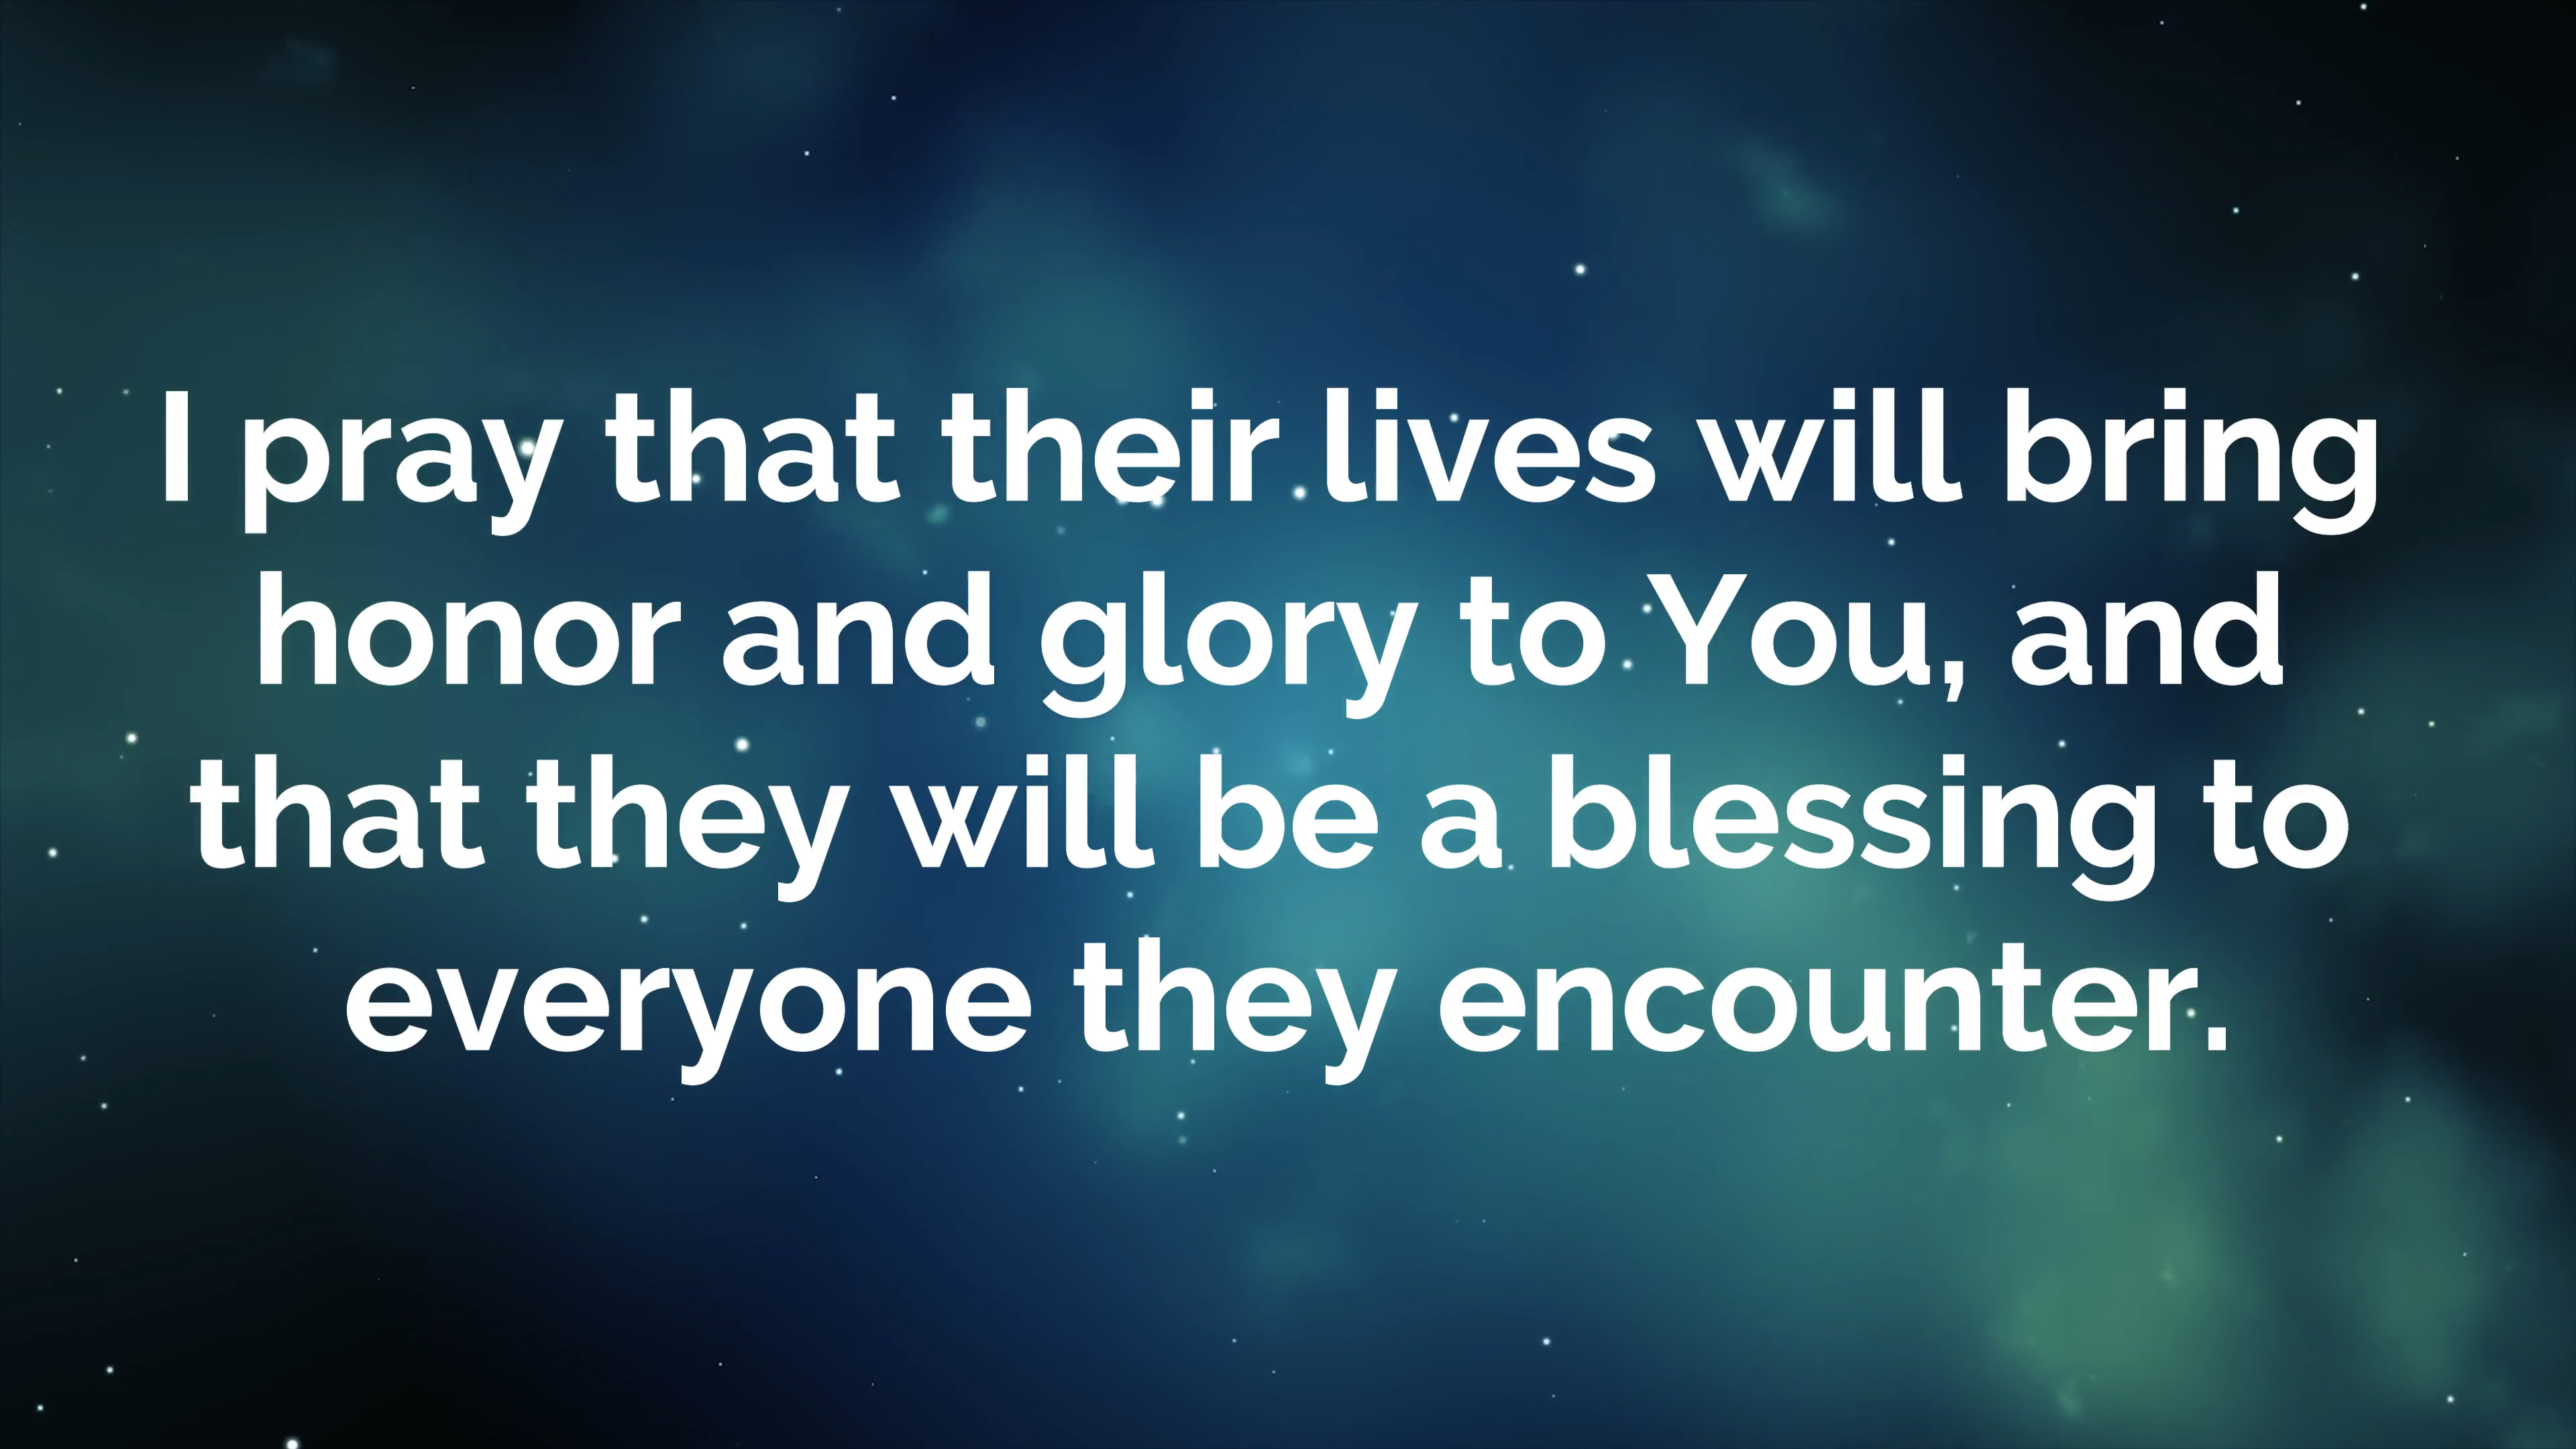 I pray that their lives will bring
honor and glory to You, and
that they will be a blessing to
everyone they encounter.